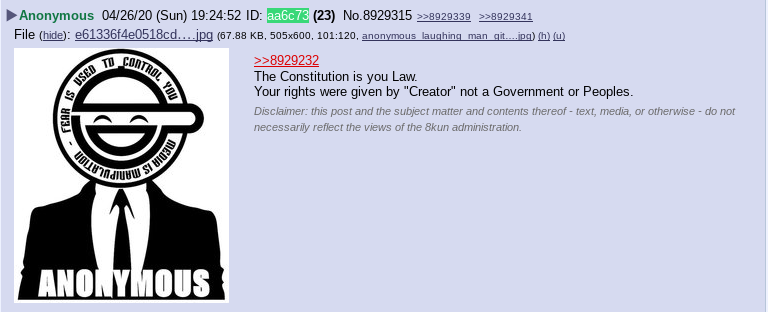 ▶Anonymous 04/26/20 (Sun) 19:24:52 ID: aa6c73 (23) No.8929315 >>8929339 >>8929341
File (hide): e61336f4e0518cd….jpg (67.88 KB, 505x600, 101:120, anonymous_laughing_man_git….jpg) (h) (u)
FEAR IS USED TO CONTROL YOU - MEDIA IS MANIPULATION -
ANONYMOUS
>>8929232
The Constitution is you Law.
Your rights were given by "Creator" not a Government or Peoples.
Disclaimer: this post and the subject matter and contents thereof - text, media, or otherwise - do not
necessarily reflect the views of the 8kun administration.